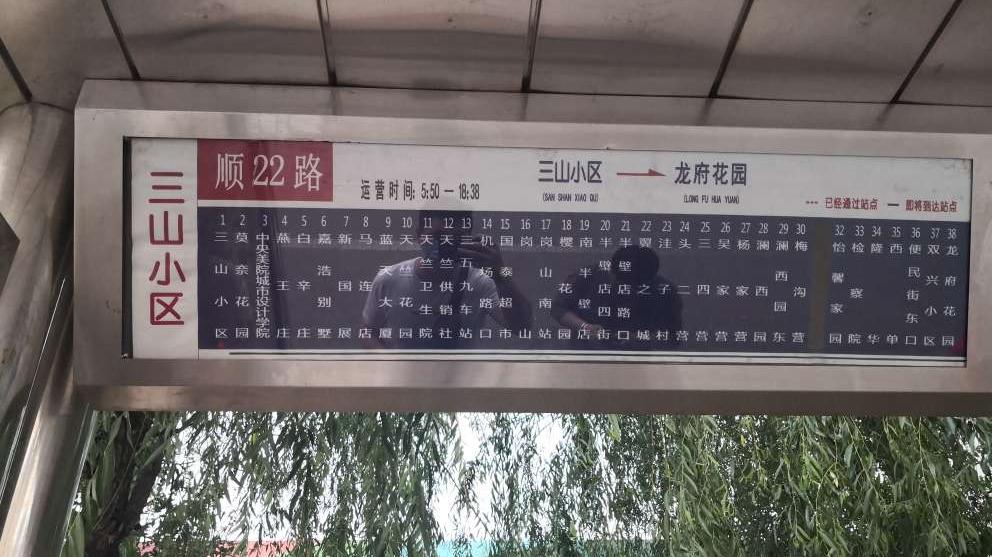 三山小区
顺22路
运营时间: 5:50 — 18:38
三山小区 → 龙府花园
(SAN SHAN XIAO QU) (LONG FU HUA YUAN)
--- 已经通过站点 — 即将到达站点
1 三山小区
2 莫奈花园
3 中央美院城市设计学院
4 燕王庄
5 白辛庄
6 嘉浩别墅
7 新国展
8 马连店
9 蓝天大厦
10 天竺花园
11 天竺卫生院
12 天竺供销社
13 三五九车站
14 机场路口
15 国泰超市
16 岗山
17 岗山南站
18 樱花园
19 南半壁店
20 半壁店四街
21 半壁店路口
22 翼之城
23 洼子村
24 头二营
25 三四营
26 吴家营
27 杨家营
28 澜西园
29 澜西园东
30 梅沟营
32 怡馨家园
33 检察院
34 隆华
35 西单
36 便民街东口
37 双兴小区
38 龙府花园